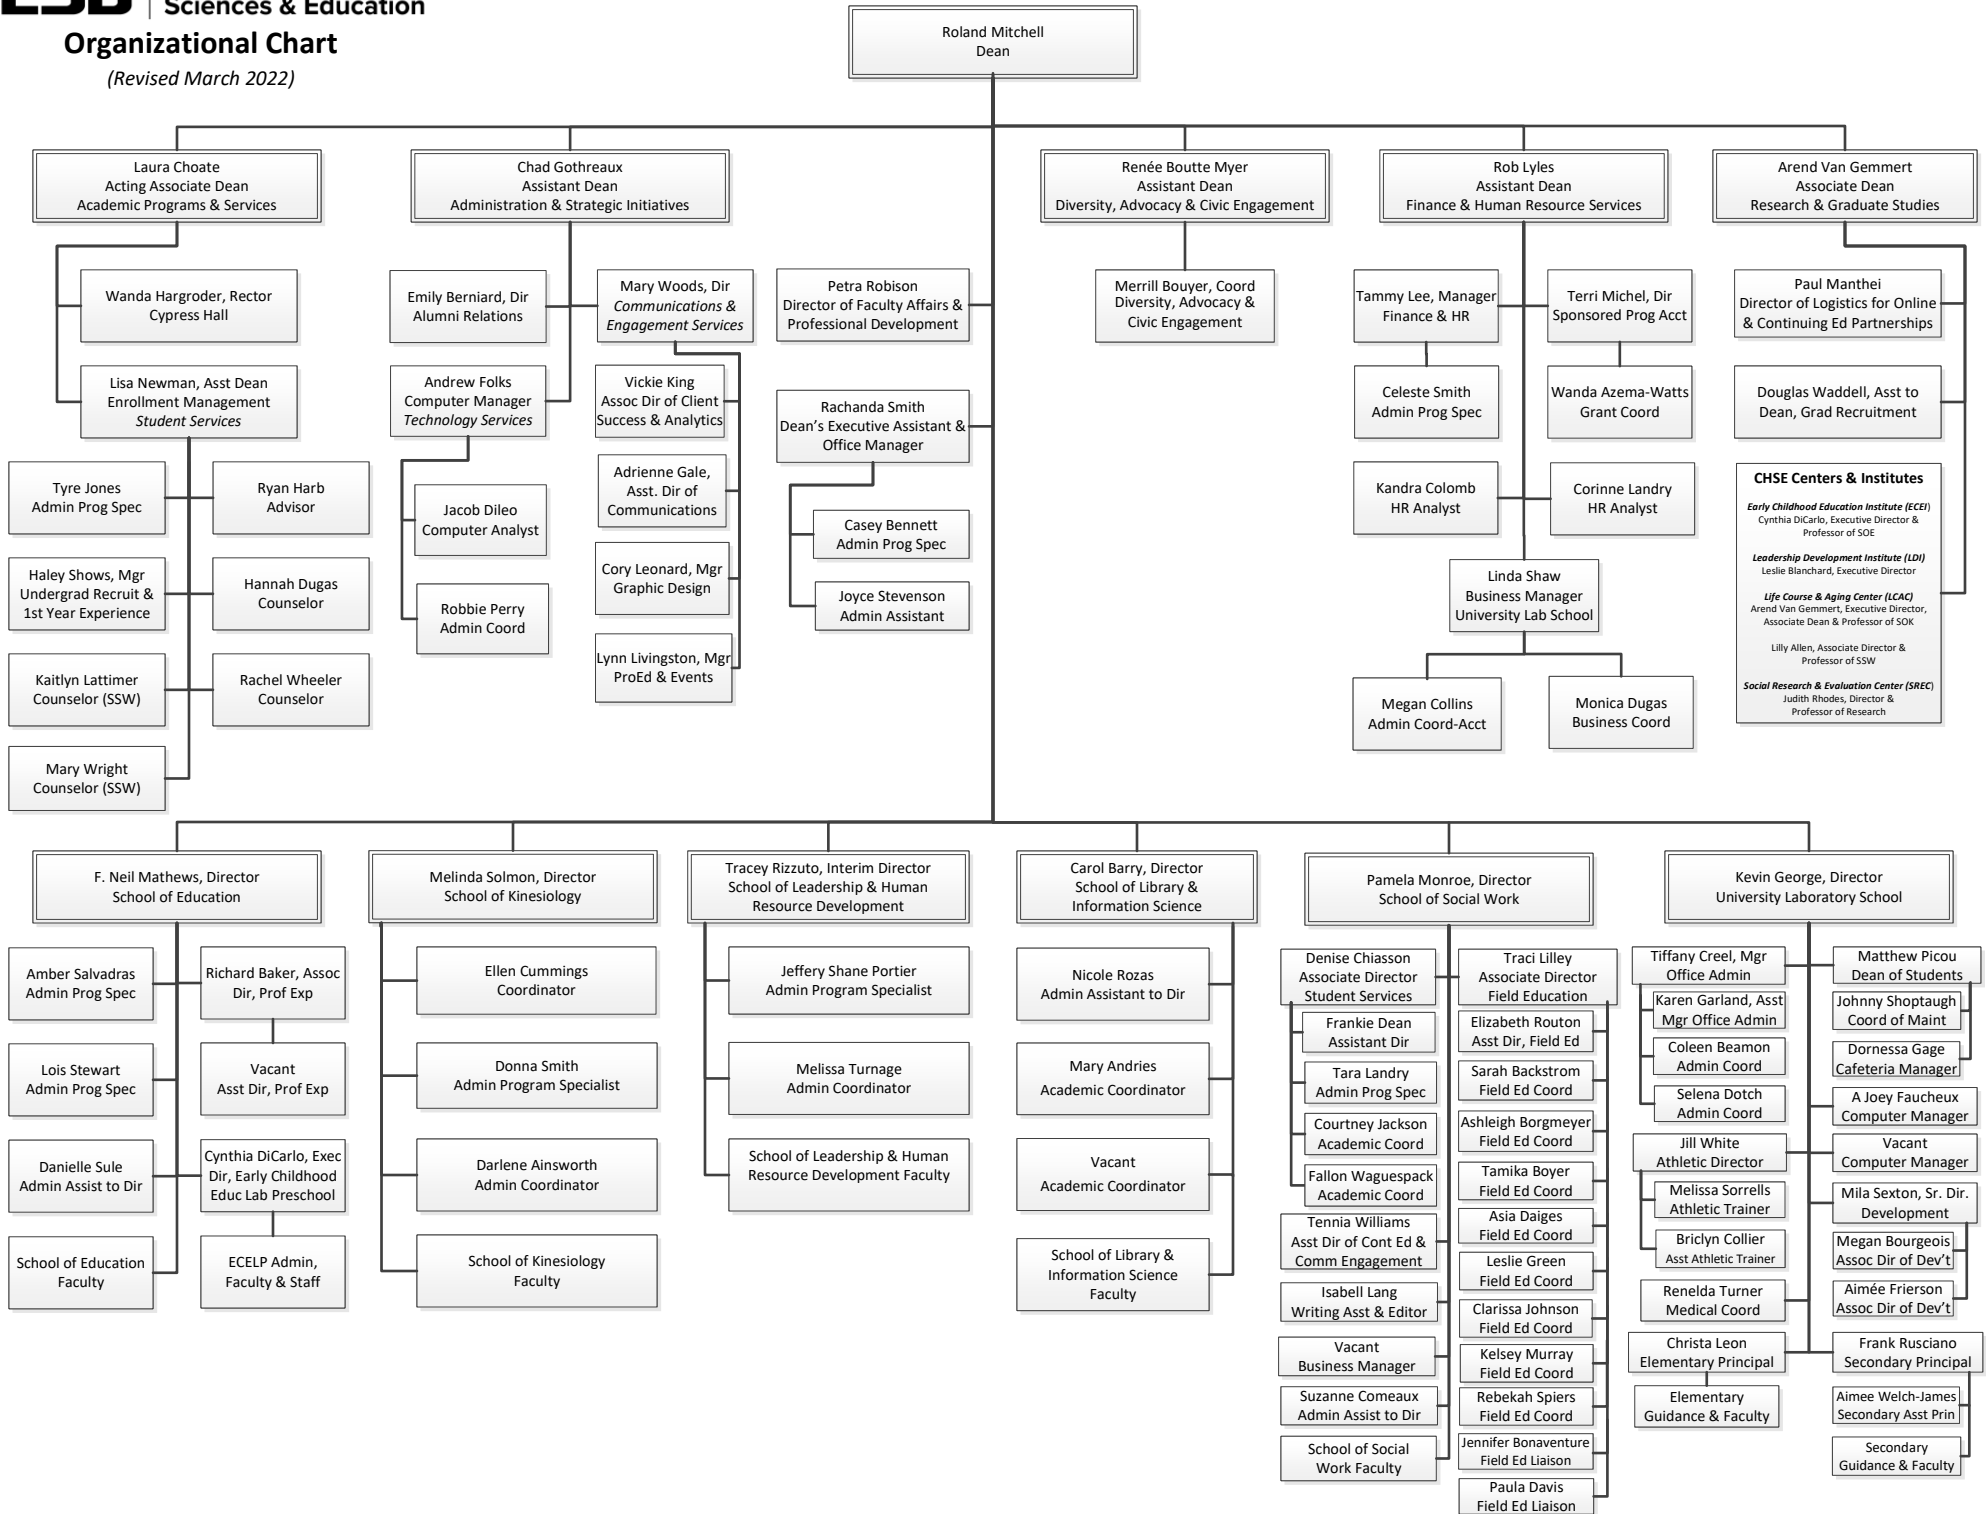 Sciences & Education
Organizational Chart
(Revised March 2022)
Roland Mitchell
Dean
Laura Choate
Acting Associate Dean
Academic Programs & Services
Chad Gothreaux
Assistant Dean
Administration & Strategic Initiatives
Renée Boutte Myer
Assistant Dean
Diversity, Advocacy & Civic Engagement
Rob Lyles
Assistant Dean
Finance & Human Resource Services
Arend Van Gemmert
Associate Dean
Research & Graduate Studies
Wanda Hargroder, Rector
Cypress Hall
Lisa Newman, Asst Dean
Enrollment Management
Student Services
Tyre Jones
Admin Prog Spec
Ryan Harb
Advisor
Haley Shows, Mgr
Undergrad Recruit &
1st Year Experience
Hannah Dugas
Counselor
Kaitlyn Lattimer
Counselor (SSW)
Rachel Wheeler
Counselor
Mary Wright
Counselor (SSW)
Emily Berniard, Dir
Alumni Relations
Mary Woods, Dir
Communications &
Engagement Services
Andrew Folks
Computer Manager
Technology Services
Jacob Dileo
Computer Analyst
Robbie Perry
Admin Coord
Vickie King
Assoc Dir of Client
Success & Analytics
Adrienne Gale,
Asst. Dir of
Communications
Cory Leonard, Mgr
Graphic Design
Lynn Livingston, Mgr
ProEd & Events
Petra Robison
Director of Faculty Affairs &
Professional Development
Rachanda Smith
Dean's Executive Assistant &
Office Manager
Casey Bennett
Admin Prog Spec
Joyce Stevenson
Admin Assistant
Merrill Bouyer, Coord
Diversity, Advocacy &
Civic Engagement
Tammy Lee, Manager
Finance & HR
Terri Michel, Dir
Sponsored Prog Acct
Celeste Smith
Admin Prog Spec
Wanda Azema-Watts
Grant Coord
Kandra Colomb
HR Analyst
Corinne Landry
HR Analyst
Linda Shaw
Business Manager
University Lab School
Megan Collins
Admin Coord-Acct
Monica Dugas
Business Coord
Paul Manthei
Director of Logistics for Online
& Continuing Ed Partnerships
Douglas Waddell, Asst to
Dean, Grad Recruitment
CHSE Centers & Institutes
Early Childhood Education Institute (ECEI)
Cynthia DiCarlo, Executive Director &
Professor of SOE
Leadership Development Institute (LDI)
Leslie Blanchard, Executive Director
Life Course & Aging Center (LCAC)
Arend Van Gemmert, Executive Director,
Associate Dean & Professor of SOK
Lilly Allen, Associate Director &
Professor of SSW
Social Research & Evaluation Center (SREC)
Judith Rhodes, Director &
Professor of Research
F. Neil Mathews, Director
School of Education
Amber Salvadras
Admin Prog Spec
Richard Baker, Assoc
Dir, Prof Exp
Lois Stewart
Admin Prog Spec
Vacant
Asst Dir, Prof Exp
Danielle Sule
Admin Assist to Dir
Cynthia DiCarlo, Exec
Dir, Early Childhood
Educ Lab Preschool
School of Education
Faculty
ECELP Admin,
Faculty & Staff
Melinda Solmon, Director
School of Kinesiology
Ellen Cummings
Coordinator
Donna Smith
Admin Program Specialist
Darlene Ainsworth
Admin Coordinator
School of Kinesiology
Faculty
Tracey Rizzuto, Interim Director
School of Leadership & Human
Resource Development
Jeffery Shane Portier
Admin Program Specialist
Melissa Turnage
Admin Coordinator
School of Leadership & Human
Resource Development Faculty
Carol Barry, Director
School of Library &
Information Science
Nicole Rozas
Admin Assistant to Dir
Mary Andries
Academic Coordinator
Vacant
Academic Coordinator
School of Library &
Information Science
Faculty
Pamela Monroe, Director
School of Social Work
Denise Chiasson
Associate Director
Student Services
Frankie Dean
Assistant Dir
Tara Landry
Admin Prog Spec
Courtney Jackson
Academic Coord
Fallon Waguespack
Academic Coord
Tennia Williams
Asst Dir of Cont Ed &
Comm Engagement
Isabell Lang
Writing Asst & Editor
Vacant
Business Manager
Suzanne Comeaux
Admin Assist to Dir
School of Social
Work Faculty
Traci Lilley
Associate Director
Field Education
Elizabeth Routon
Asst Dir, Field Ed
Sarah Backstrom
Field Ed Coord
Ashleigh Borgmeyer
Field Ed Coord
Tamika Boyer
Field Ed Coord
Asia Daiges
Field Ed Coord
Leslie Green
Field Ed Coord
Clarissa Johnson
Field Ed Coord
Kelsey Murray
Field Ed Coord
Rebekah Spiers
Field Ed Coord
Jennifer Bonaventure
Field Ed Liaison
Paula Davis
Field Ed Liaison
Kevin George, Director
University Laboratory School
Tiffany Creel, Mgr
Office Admin
Karen Garland, Asst
Mgr Office Admin
Coleen Beamon
Admin Coord
Selena Dotch
Admin Coord
Jill White
Athletic Director
Melissa Sorrells
Athletic Trainer
Briclyn Collier
Asst Athletic Trainer
Renelda Turner
Medical Coord
Christa Leon
Elementary Principal
Elementary
Guidance & Faculty
Matthew Picou
Dean of Students
Johnny Shoptaugh
Coord of Maint
Dornessa Gage
Cafeteria Manager
A Joey Faucheux
Computer Manager
Vacant
Computer Manager
Mila Sexton, Sr. Dir.
Development
Megan Bourgeois
Assoc Dir of Dev't
Aimée Frierson
Assoc Dir of Dev't
Frank Rusciano
Secondary Principal
Aimee Welch-James
Secondary Asst Prin
Secondary
Guidance & Faculty